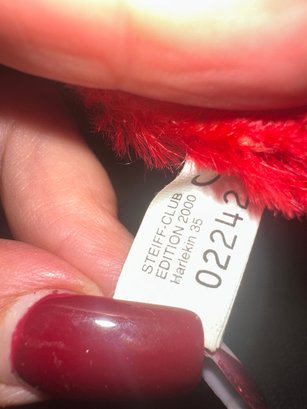 STEIFF-CLUB
EDITION 2000
Harlekin 35
02242